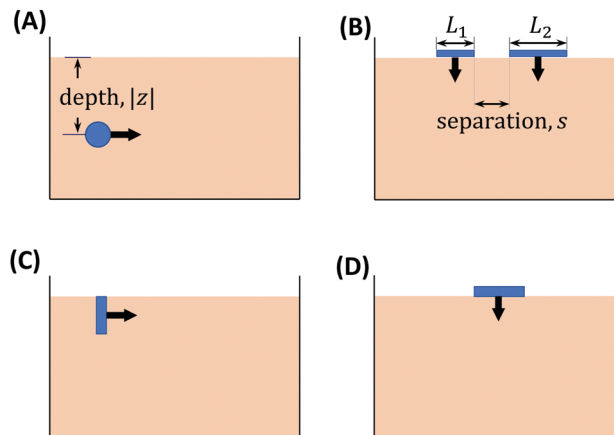 (A)
depth, |z|
(B)
L₁
L₂
separation, s
(C)
(D)